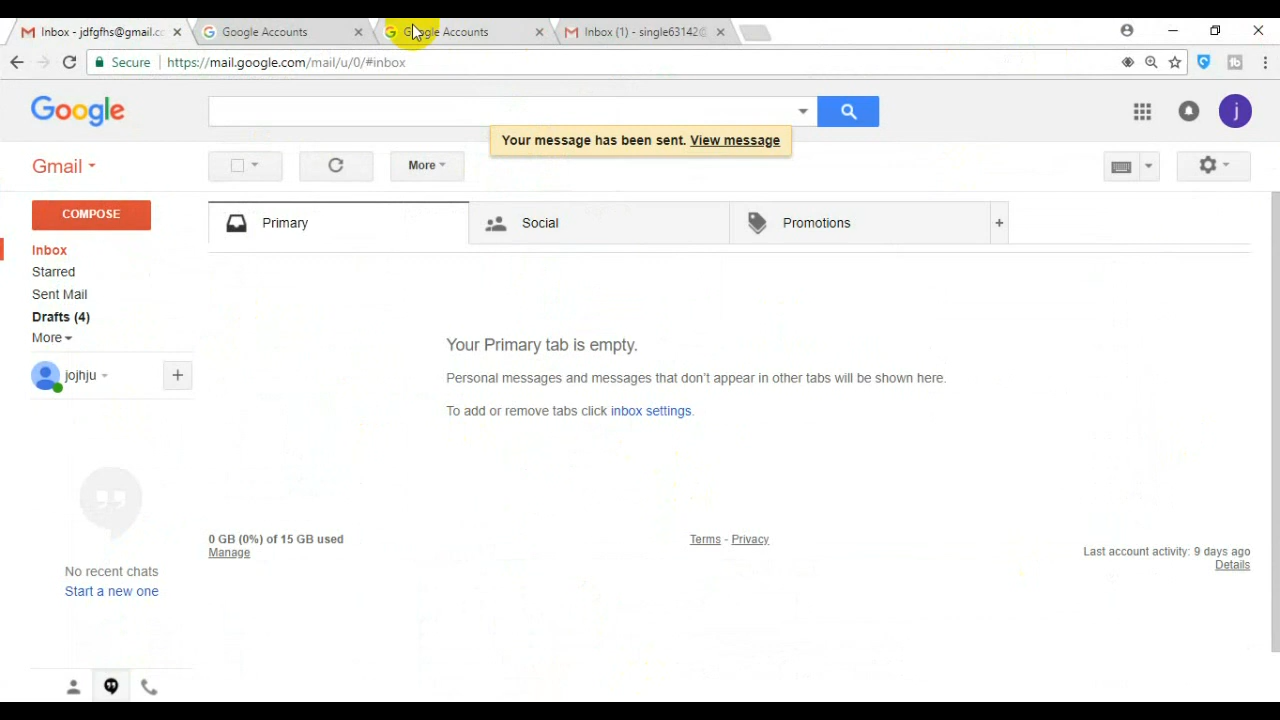 Inbox - jdfgfhs@gmail.c
Google Accounts
Google Accounts
Inbox (1) - single63142@
Secure
https://mail.google.com/mail/u/0/#inbox
Google
j
Your message has been sent. View message
Gmail
More
COMPOSE
Primary
Social
Promotions
+
Inbox
Starred
Sent Mail
Drafts (4)
More
jojhju
+
Your Primary tab is empty.
Personal messages and messages that don't appear in other tabs will be shown here.
To add or remove tabs click inbox settings.
0 GB (0%) of 15 GB used
Manage
Terms - Privacy
Last account activity: 9 days ago
Details
No recent chats
Start a new one